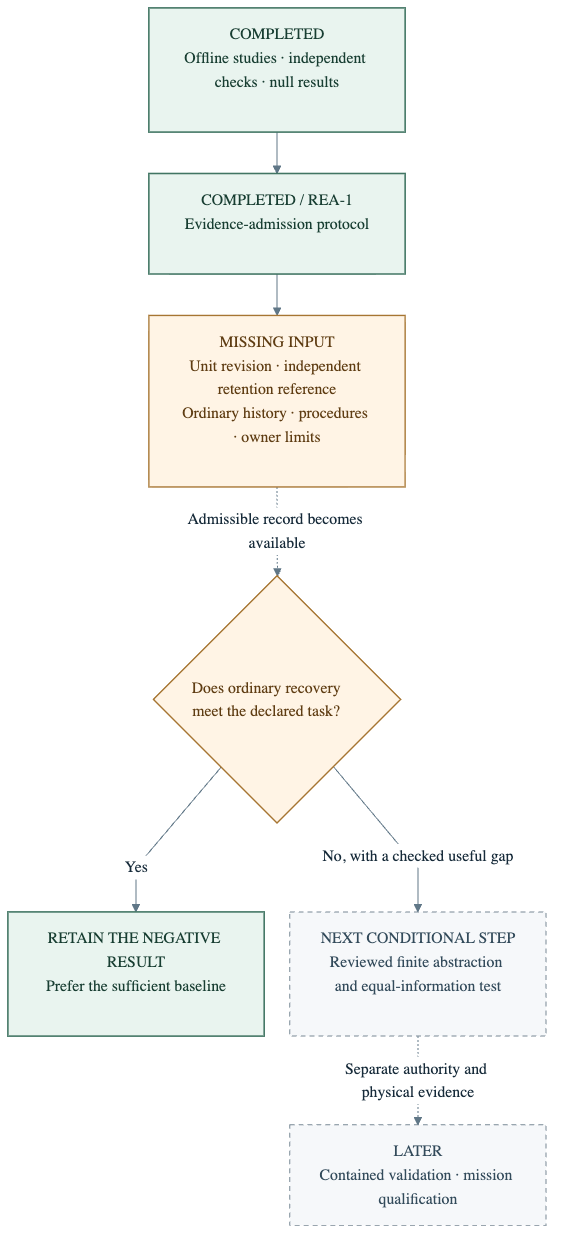 COMPLETED
Offline studies · independent
checks · null results
COMPLETED / REA-1
Evidence-admission protocol
MISSING INPUT
Unit revision · independent
retention reference
Ordinary history · procedures
· owner limits
Admissible record becomes
available
Does ordinary recovery
meet the declared task?
Yes
No, with a checked useful gap
RETAIN THE NEGATIVE
RESULT
Prefer the sufficient baseline
NEXT CONDITIONAL STEP
Reviewed finite abstraction
and equal-information test
Separate authority and
physical evidence
LATER
Contained validation · mission
qualification